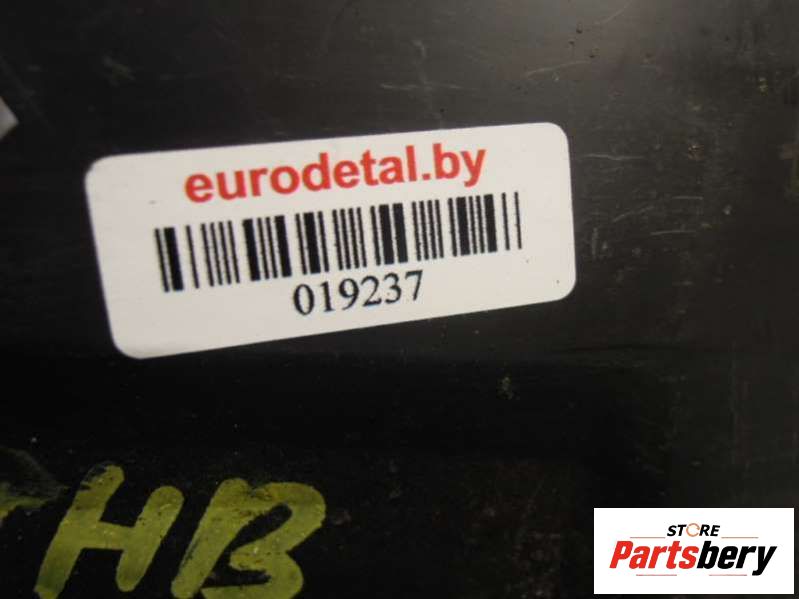 eurodetal.by
019237
HB
STORE
Partsbery